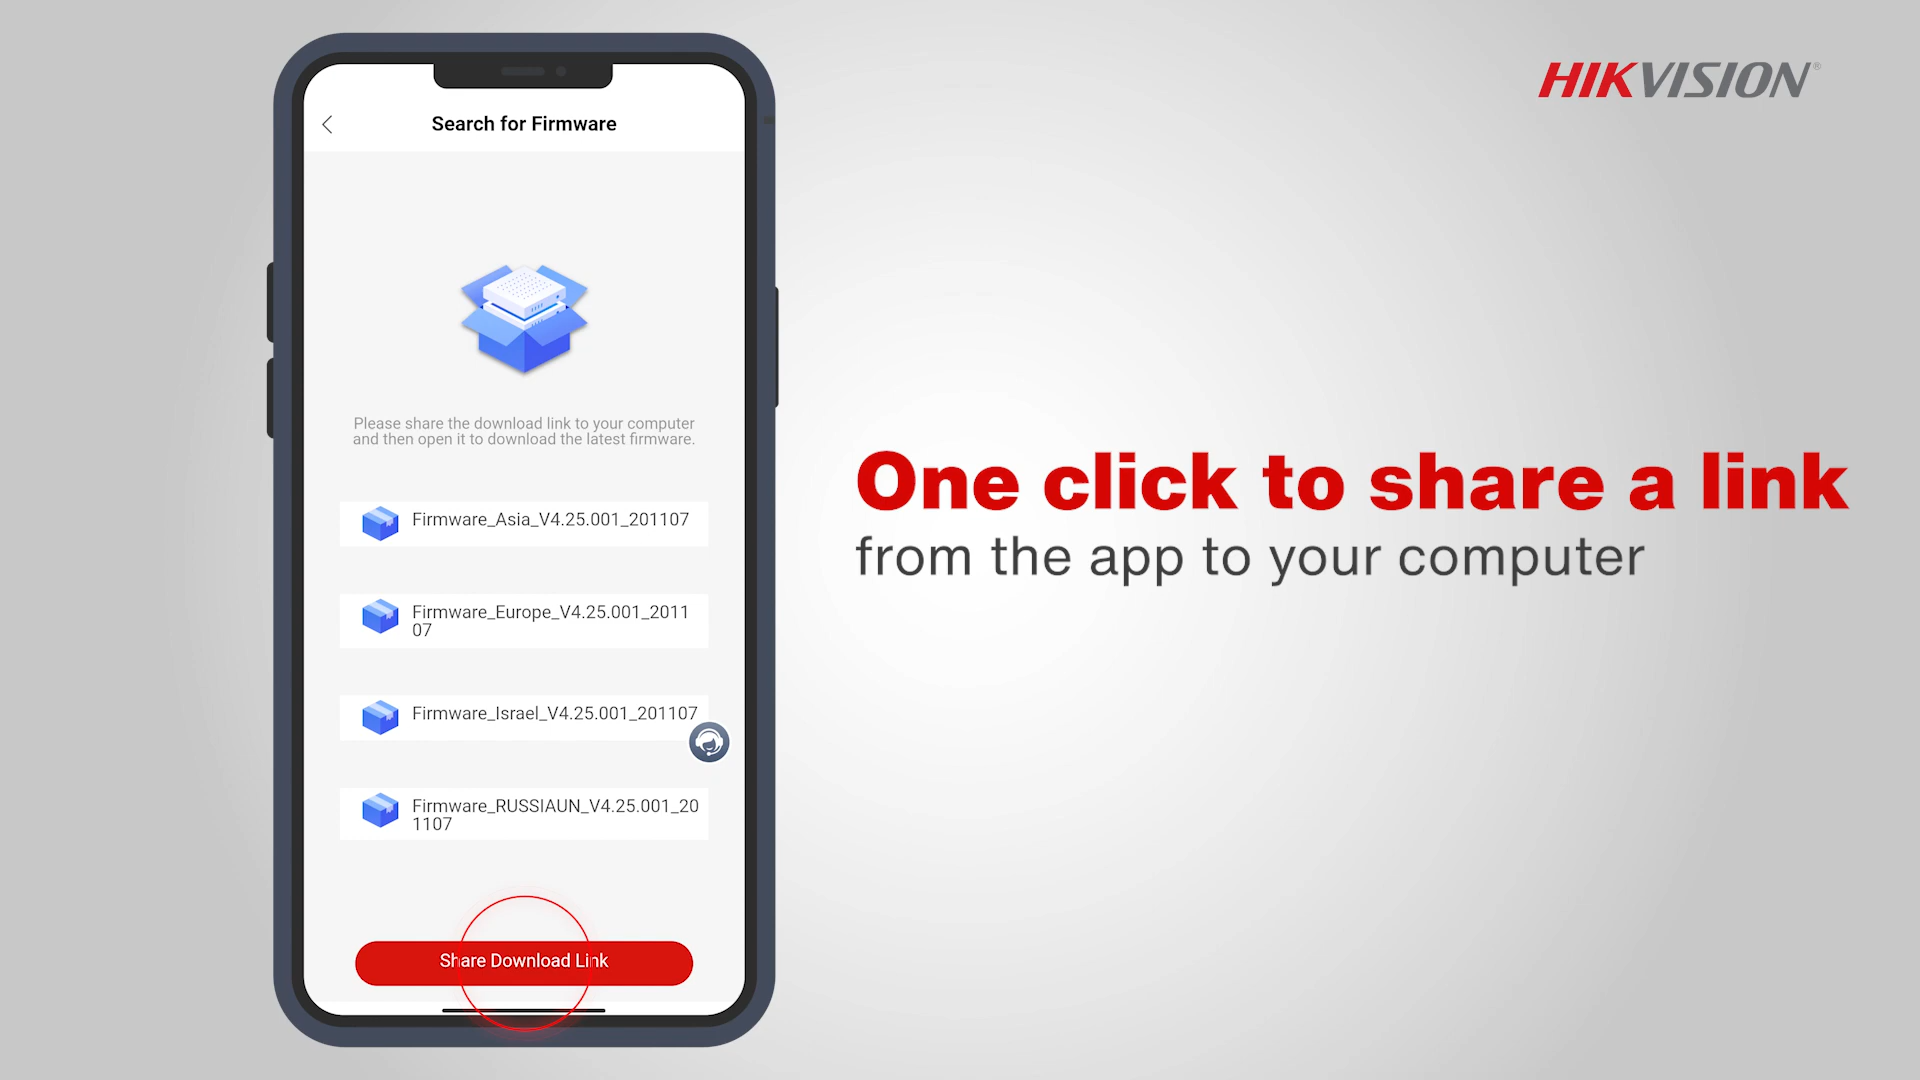 HIKVISION®
Search for Firmware
Please share the download link to your computer
and then open it to download the latest firmware.
Firmware_Asia_V4.25.001_201107
Firmware_Europe_V4.25.001_2011
07
Firmware_Israel_V4.25.001_201107
Firmware_RUSSIAUN_V4.25.001_20
1107
Share Download Link
One click to share a link
from the app to your computer